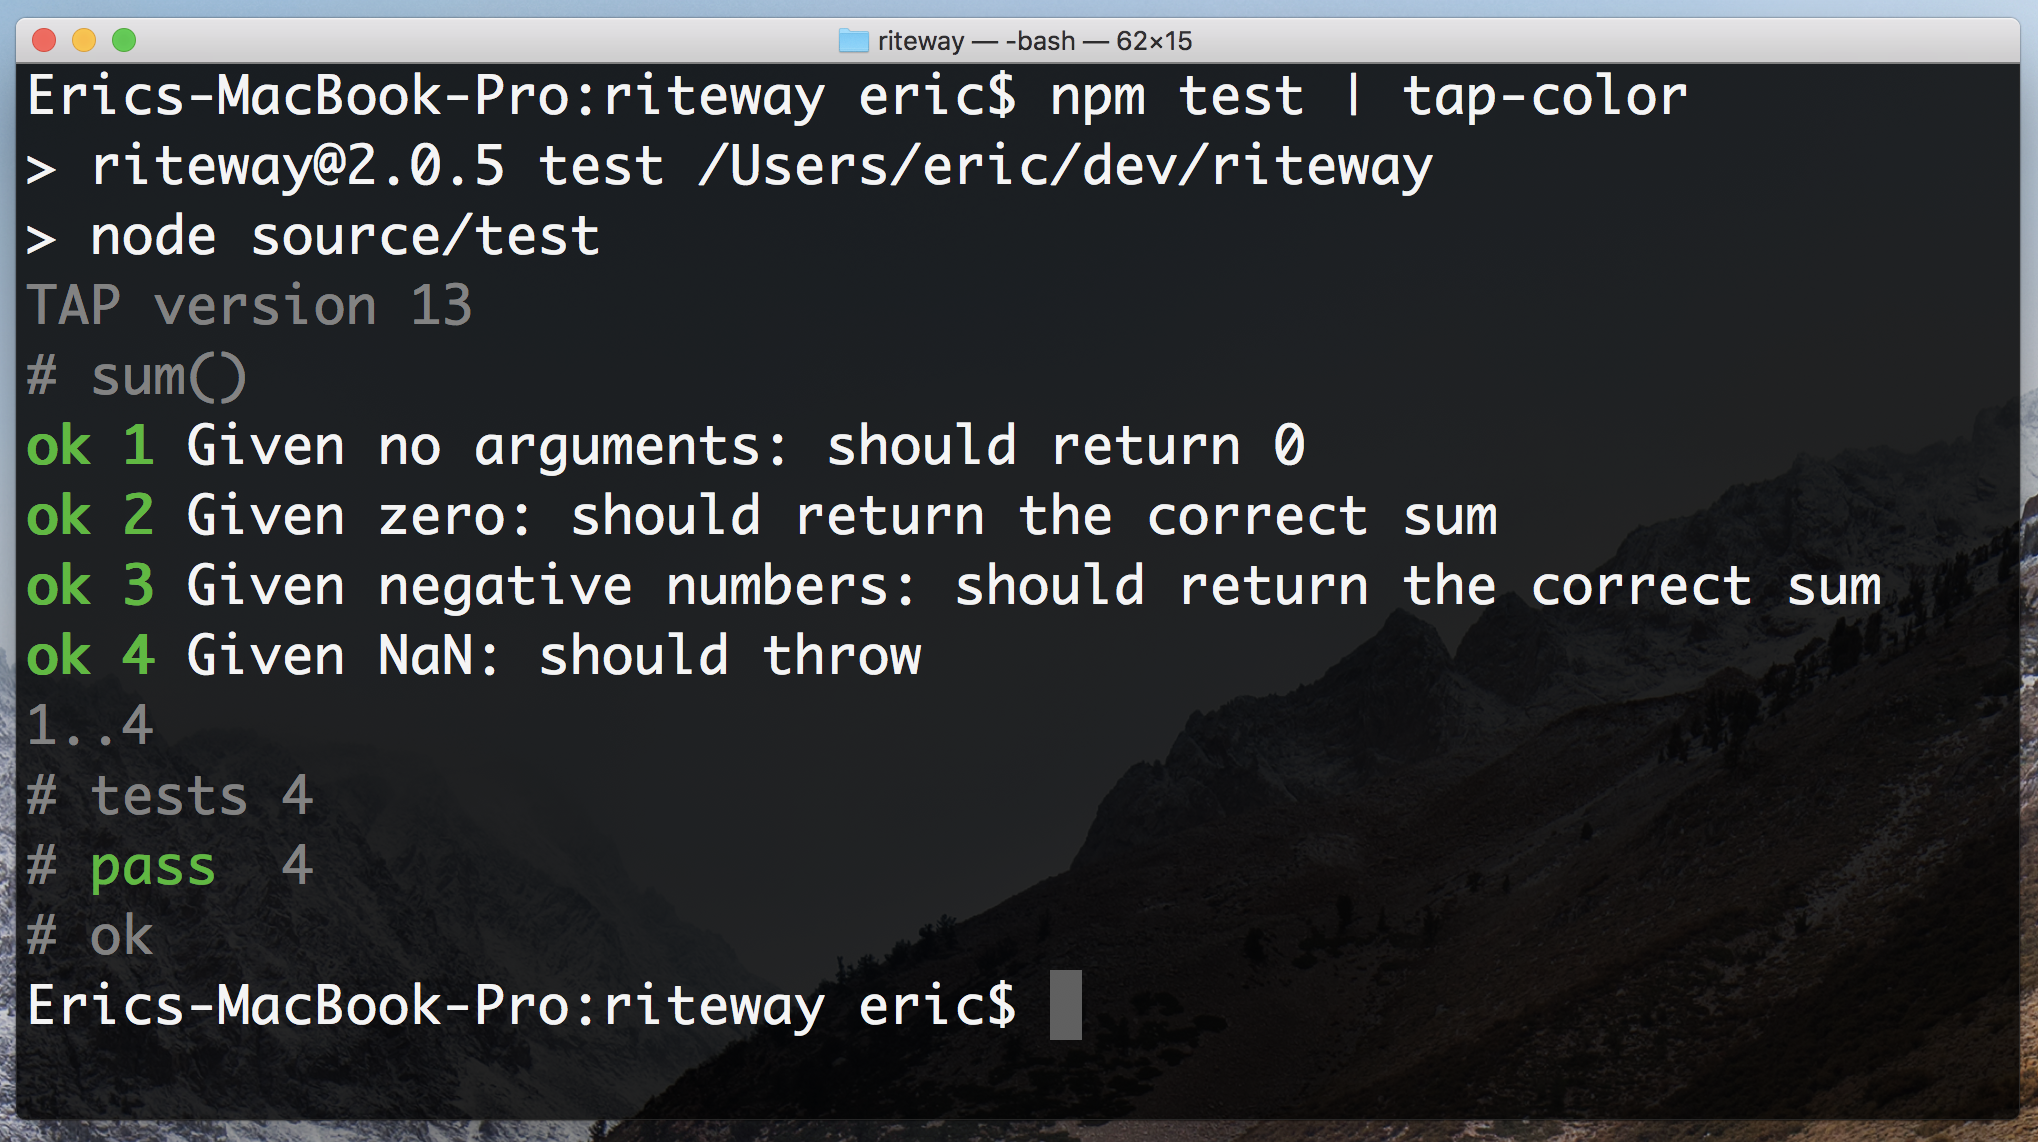 riteway — -bash — 62×15
Erics-MacBook-Pro:riteway eric$ npm test | tap-color
> riteway@2.0.5 test /Users/eric/dev/riteway
> node source/test
TAP version 13
# sum()
ok 1 Given no arguments: should return 0
ok 2 Given zero: should return the correct sum
ok 3 Given negative numbers: should return the correct sum
ok 4 Given NaN: should throw
1..4
# tests 4
# pass  4
# ok
Erics-MacBook-Pro:riteway eric$